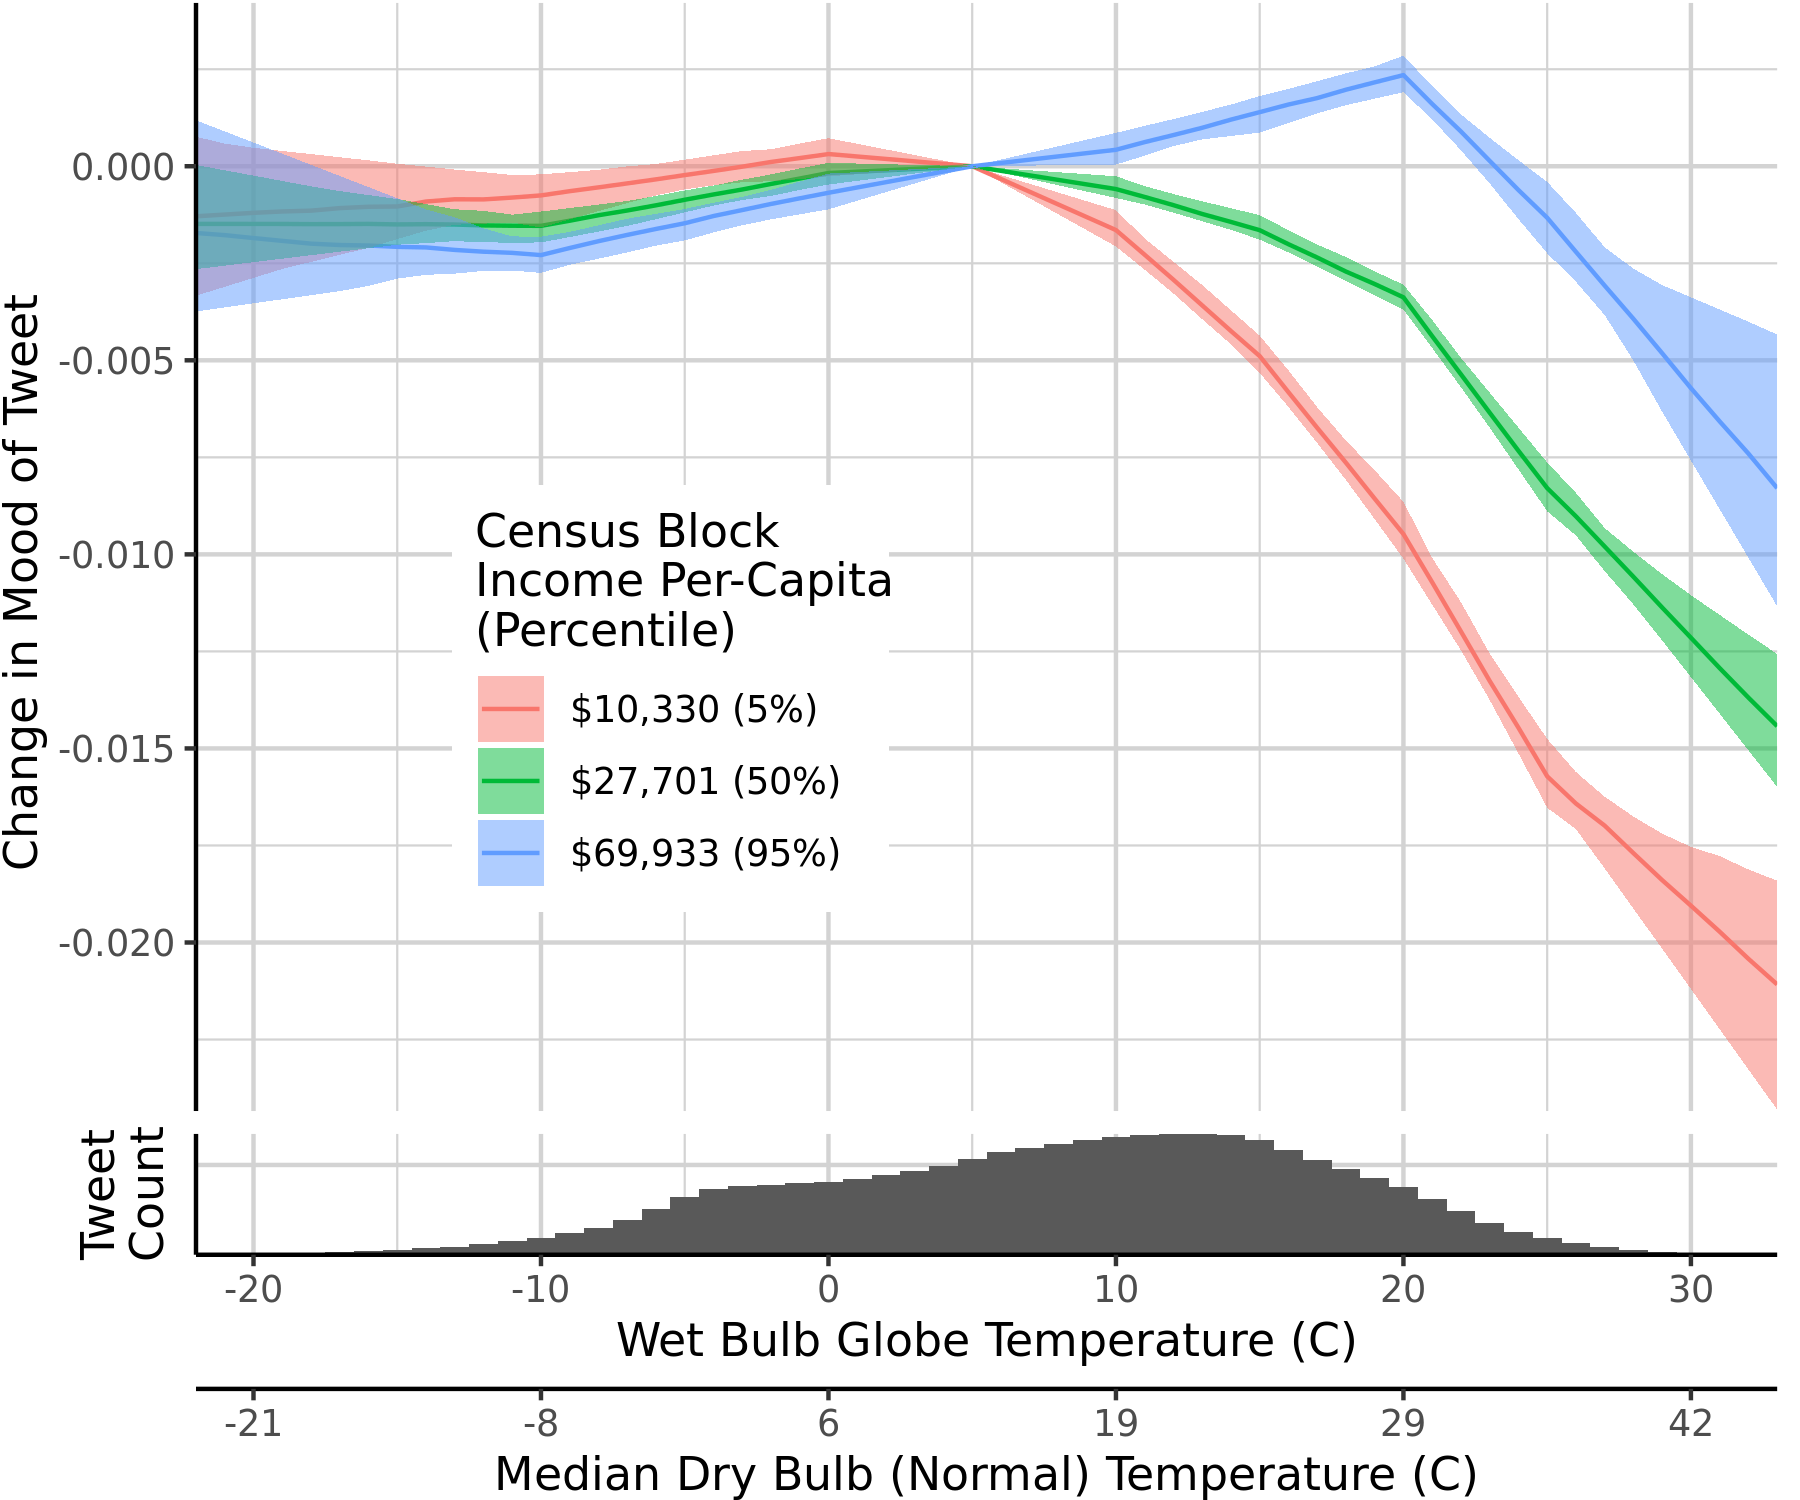 Change in Mood of Tweet
0.000
-0.005
-0.010
-0.015
-0.020
Census Block
Income Per-Capita
(Percentile)
$10,330 (5%)
$27,701 (50%)
$69,933 (95%)
Tweet
Count
-20 -10 0 10 20 30
Wet Bulb Globe Temperature (C)
-21 -8 6 19 29 42
Median Dry Bulb (Normal) Temperature (C)